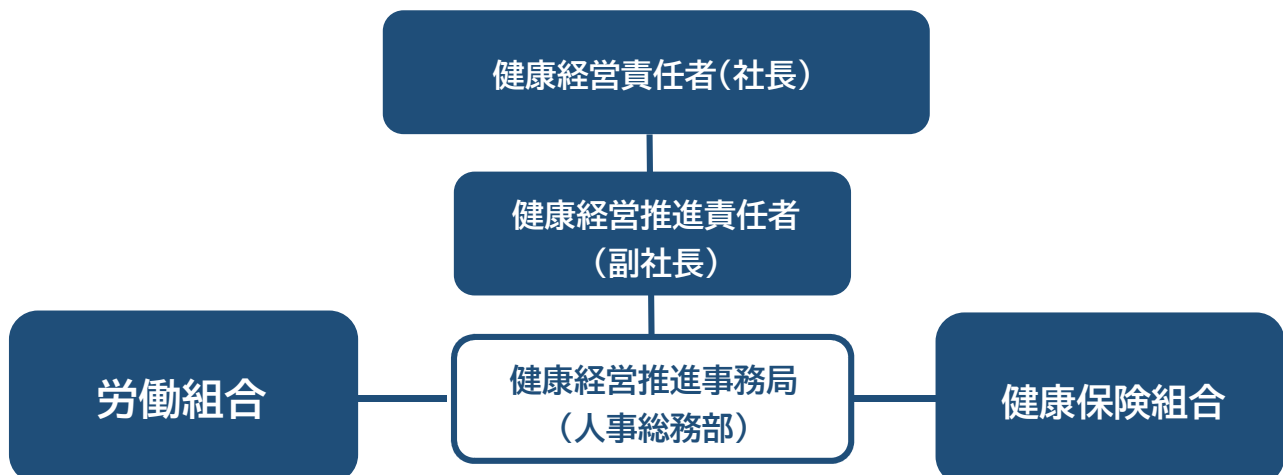 健康経営責任者(社長)
健康経営推進責任者
(副社長)
労働組合
健康経営推進事務局
(人事総務部)
健康保険組合